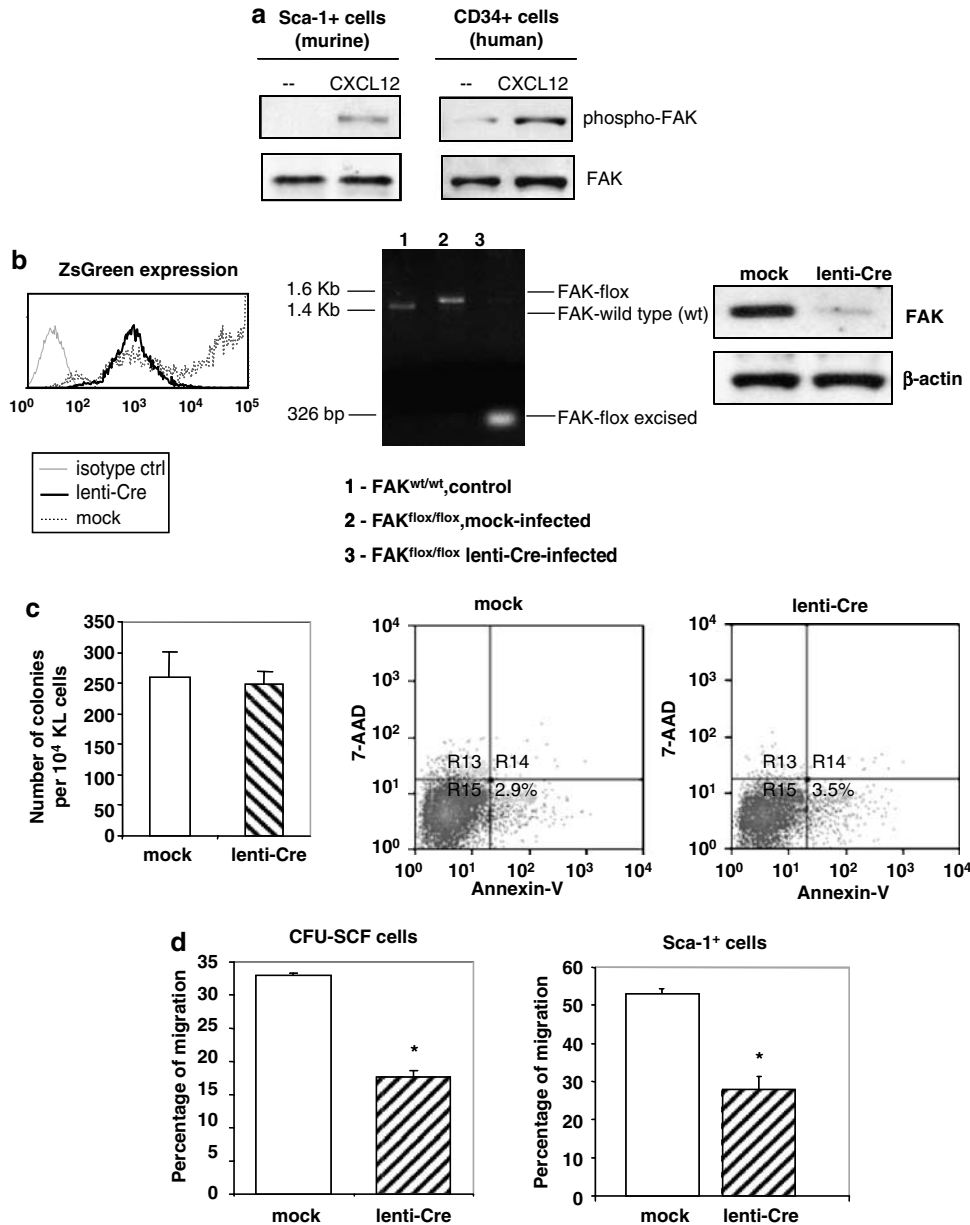 a
Sca-1+ cells
(murine)
CD34+ cells
(human)
-- CXCL12
-- CXCL12
phospho-FAK
FAK
b
ZsGreen expression
10⁰ 10² 10³ 10⁴ 10⁵
isotype ctrl
lenti-Cre
mock
1 2 3
1.6 Kb
1.4 Kb
326 bp
FAK-flox
FAK-wild type (wt)
FAK-flox excised
1 - FAKʷᵗ/ʷᵗ,control
2 - FAKᶠˡᵒˣ/ᶠˡᵒˣ,mock-infected
3 - FAKᶠˡᵒˣ/ᶠˡᵒˣ lenti-Cre-infected
mock lenti-Cre
FAK
β-actin
c
Number of colonies
per 10⁴ KL cells
350
300
250
200
150
100
50
0
mock lenti-Cre
mock
7-AAD
10⁴
10³
10²
10¹
10⁰
R13 R14
R15 2.9%
10⁰ 10¹ 10² 10³ 10⁴
Annexin-V
lenti-Cre
7-AAD
10⁴
10³
10²
10¹
10⁰
R13 R14
R15 3.5%
10⁰ 10¹ 10² 10³ 10⁴
Annexin-V
d
CFU-SCF cells
Percentage of migration
35
33
25
20
15
10
5
0
*
mock lenti-Cre
Sca-1⁺ cells
Percentage of migration
60
50
40
30
20
10
0
*
mock lenti-Cre